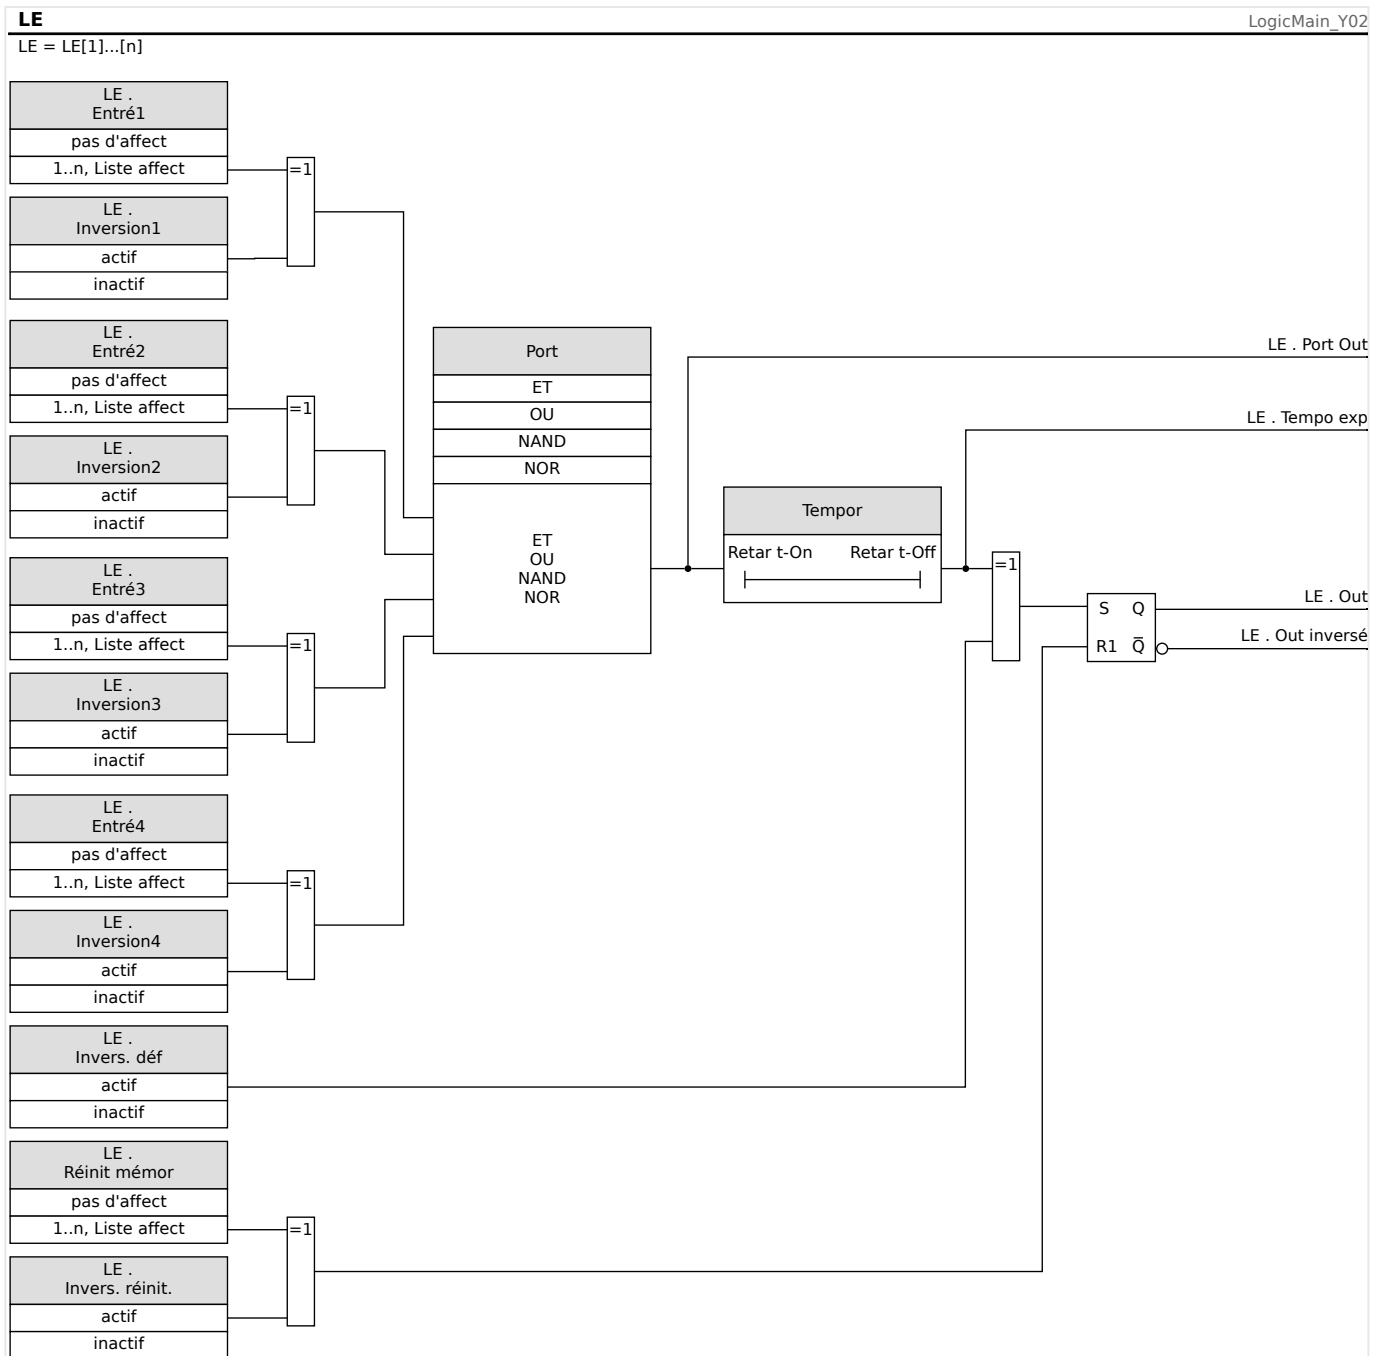 LE
LogicMain_Y02
LE = LE[1]...[n]
LE .
Entré1
pas d'affect
1..n, Liste affect
=1
LE .
Inversion1
actif
inactif
LE .
Entré2
pas d'affect
1..n, Liste affect
=1
LE .
Inversion2
actif
inactif
LE .
Entré3
pas d'affect
1..n, Liste affect
=1
LE .
Inversion3
actif
inactif
LE .
Entré4
pas d'affect
1..n, Liste affect
=1
LE .
Inversion4
actif
inactif
LE .
Invers. déf
actif
inactif
LE .
Réinit mémor
pas d'affect
1..n, Liste affect
=1
LE .
Invers. réinit.
actif
inactif
Port
ET
OU
NAND
NOR
ET
OU
NAND
NOR
Tempor
Retar t-On Retar t-Off
=1
S Q
R1 Q̅
LE . Port Out
LE . Tempo exp
LE . Out
LE . Out inversé